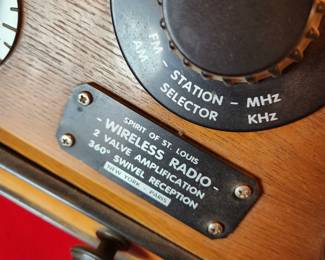 FM - STATION - MHz
AM SELECTOR KHz
SPIRIT OF ST. LOUIS
- WIRELESS RADIO -
2 VALVE AMPLIFICATION
360° SWIVEL RECEPTION
NEW YORK - PARIS